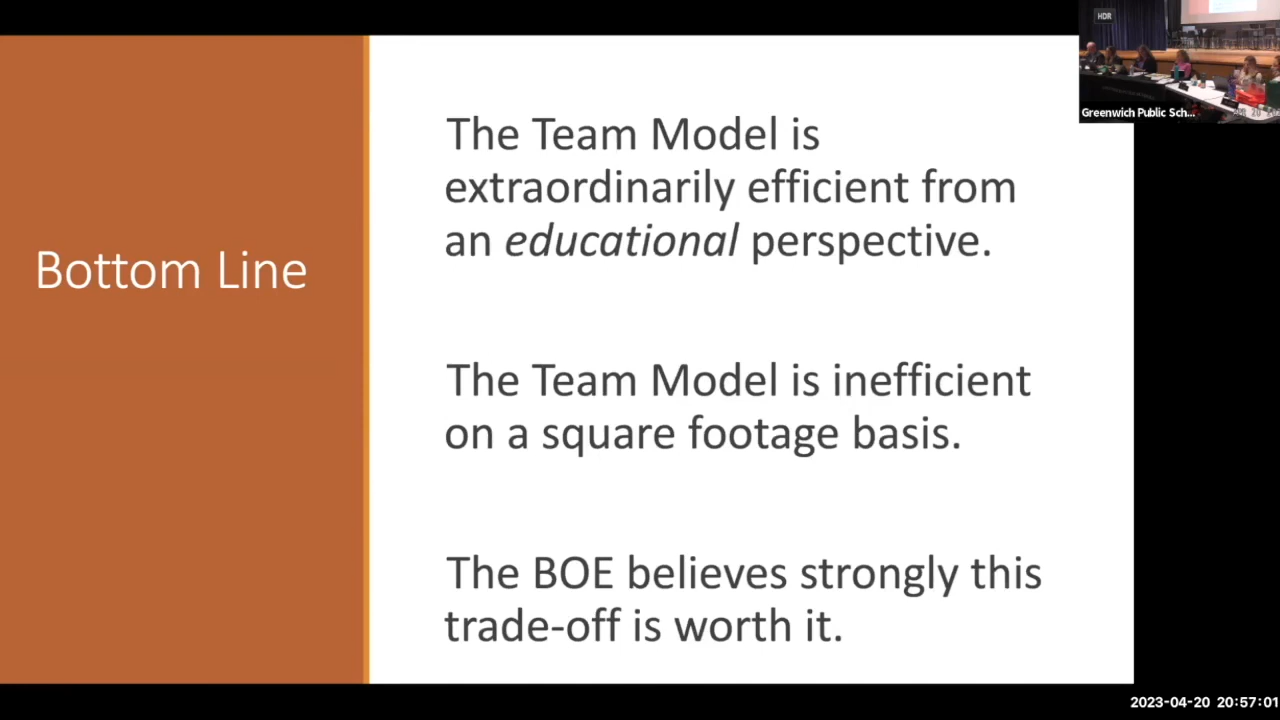 HDR
Greenwich Public Sch...
Bottom Line
The Team Model is
extraordinarily efficient from
an educational perspective.
The Team Model is inefficient
on a square footage basis.
The BOE believes strongly this
trade-off is worth it.
2023-04-20 20:57:01